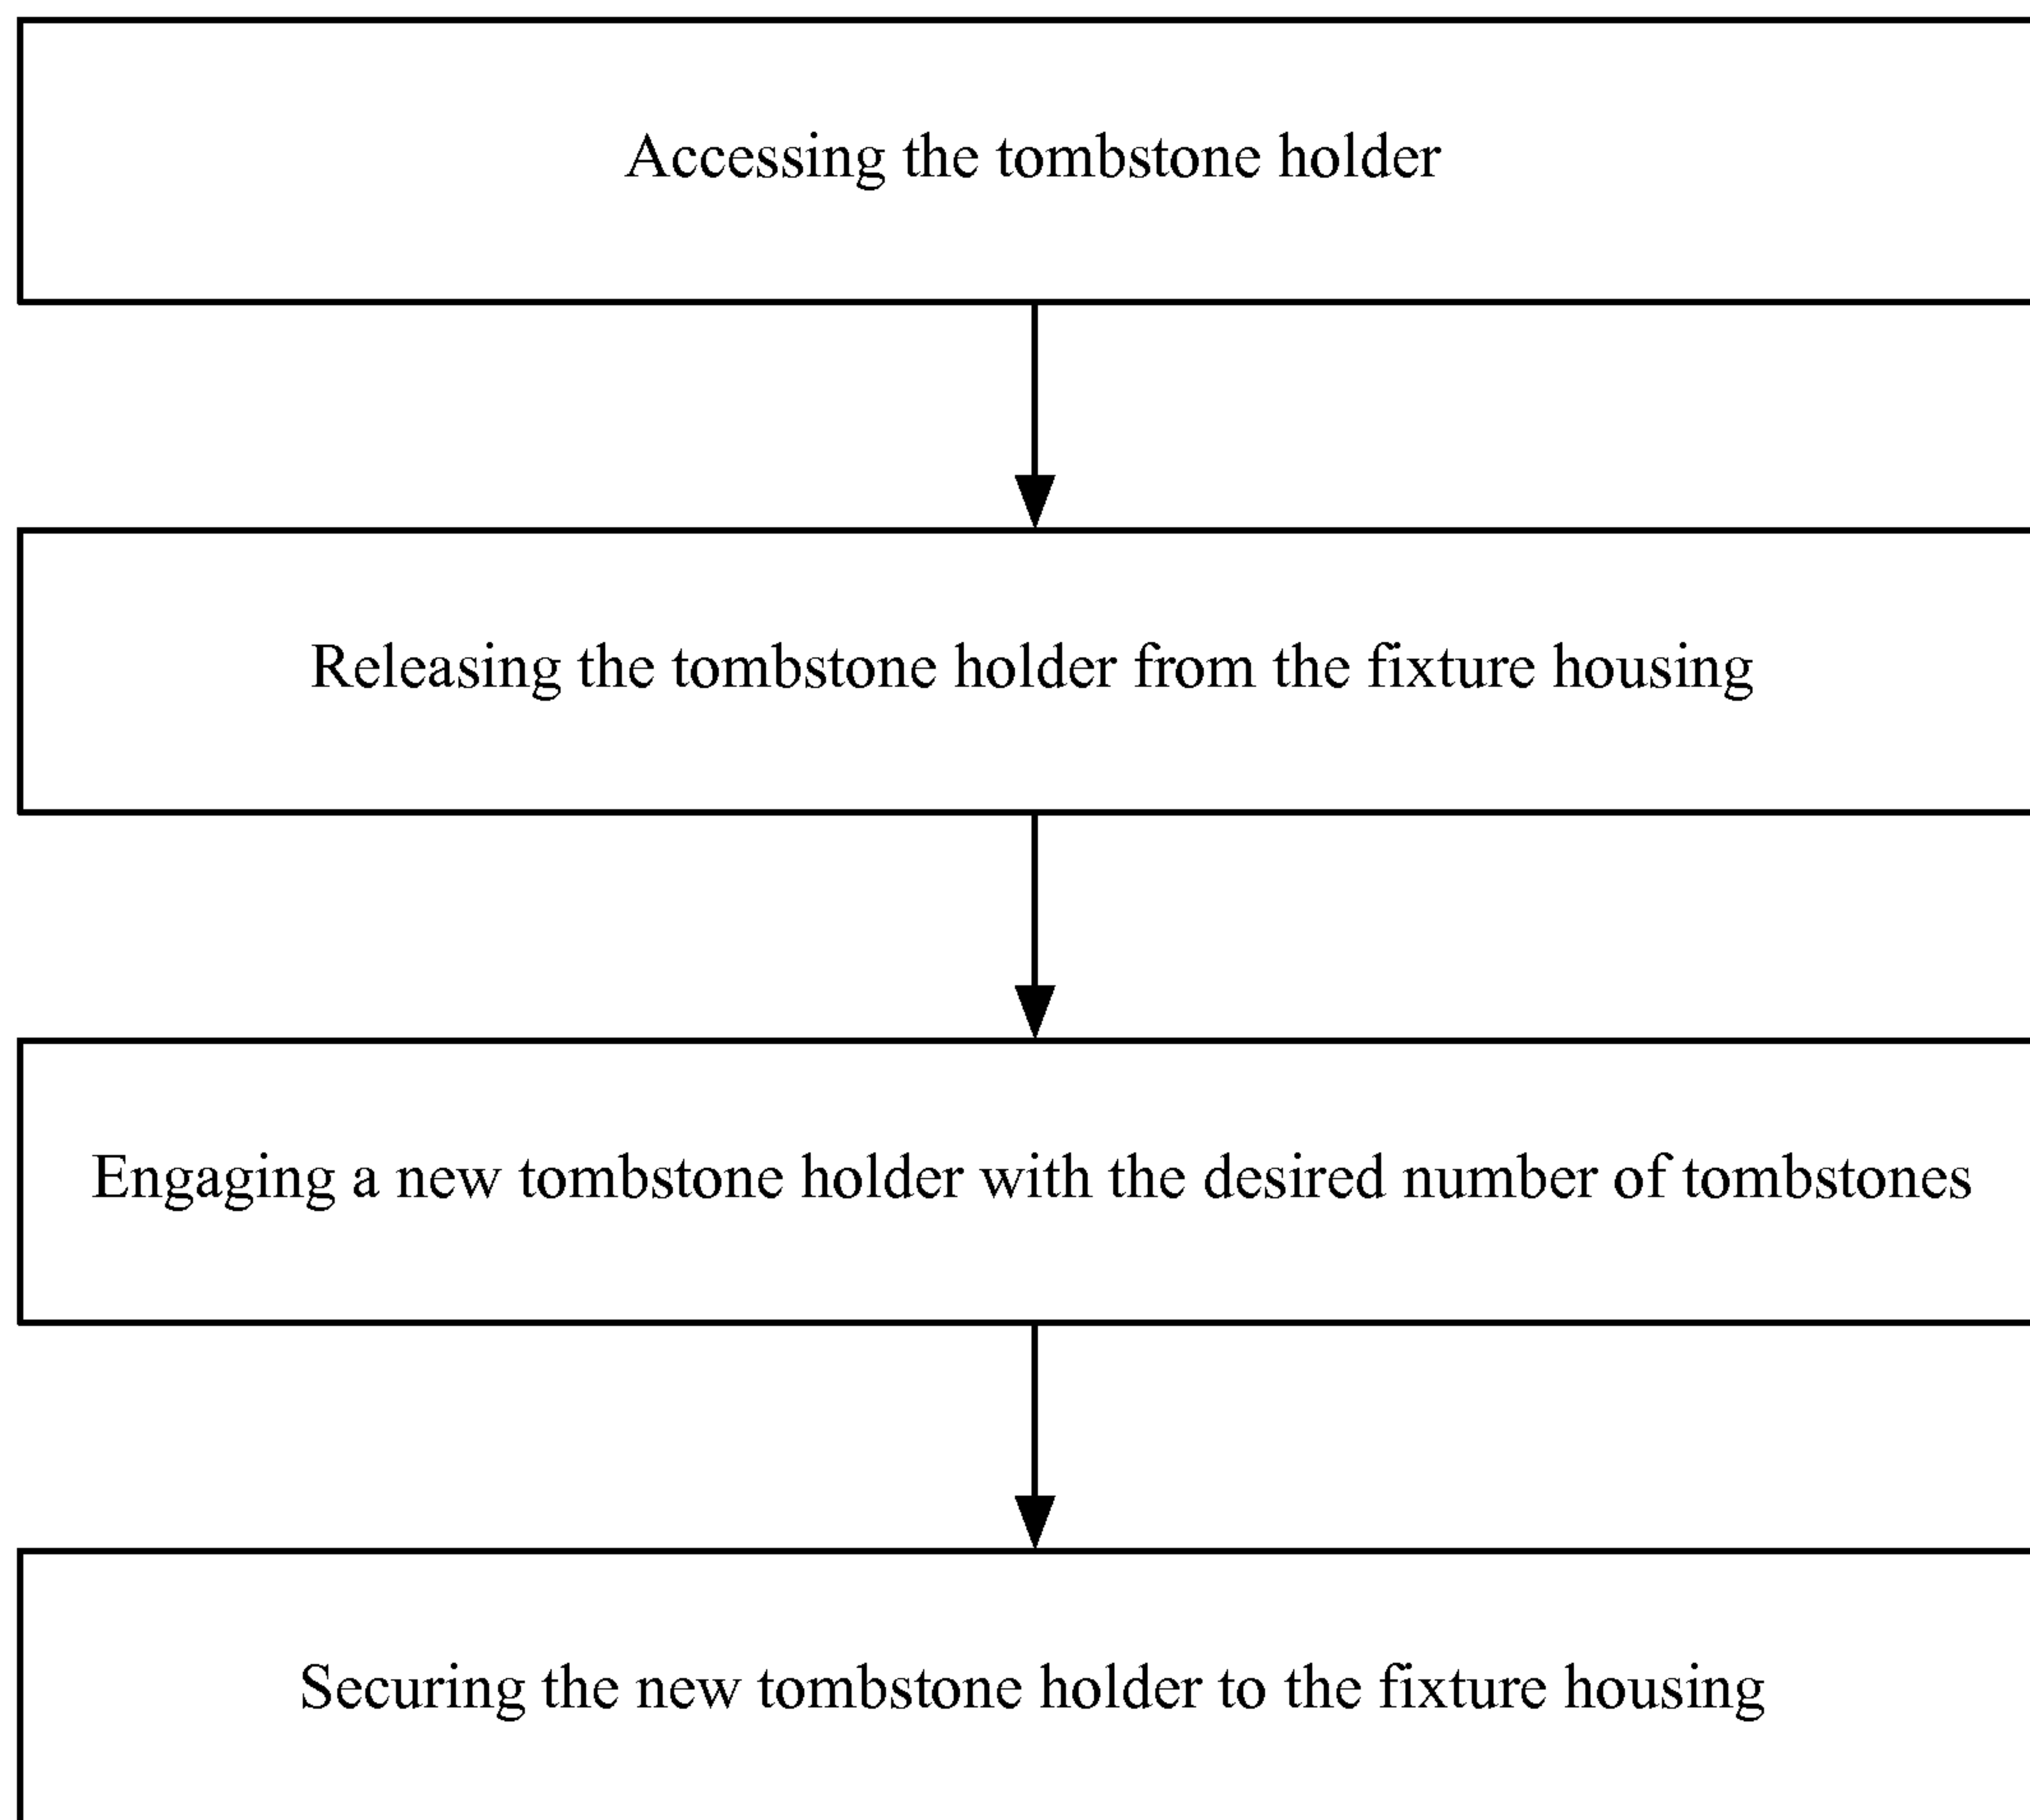 Accessing the tombstone holder
Releasing the tombstone holder from the fixture housing
Engaging a new tombstone holder with the desired number of tombstones
Securing the new tombstone holder to the fixture housing